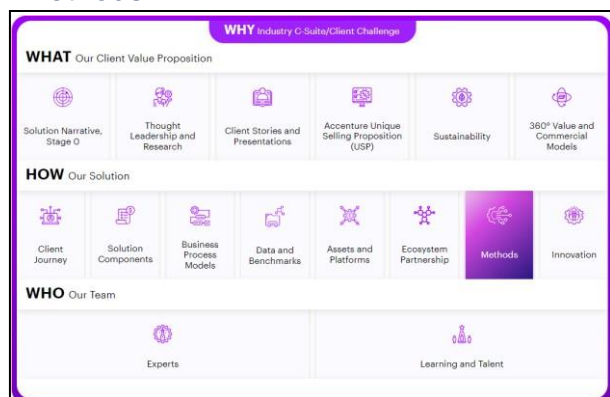 WHY Industry C-Suite/Client Challenge
WHAT Our Client Value Proposition
Solution Narrative,
Stage 0
Thought
Leadership and
Research
Client Stories and
Presentations
Accenture Unique
Selling Proposition
(USP)
Sustainability
360° Value and
Commercial
Models
HOW Our Solution
Client
Journey
Solution
Components
Business
Process
Models
Data and
Benchmarks
Assets and
Platforms
Ecosystem
Partnership
Methods
Innovation
WHO Our Team
Experts
Learning and Talent